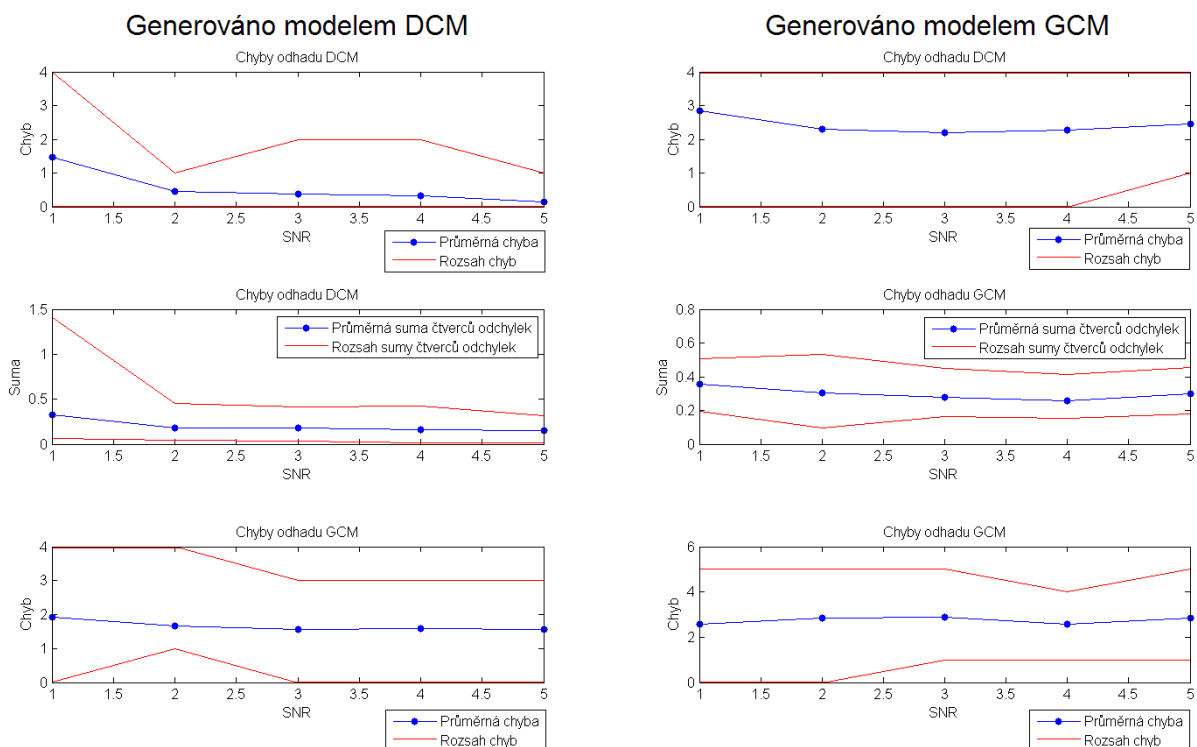 Generováno modelem DCM
Chyby odhadu DCM
Chyb
4
3
2
1
0
1 1.5 2 2.5 3 3.5 4 4.5 5
SNR
Průměrná chyba
Rozsah chyb
Chyby odhadu DCM
Suma
1.5
1
0.5
0
Průměrná suma čtverců odchylek
Rozsah sumy čtverců odchylek
1 1.5 2 2.5 3 3.5 4 4.5 5
SNR
Chyby odhadu GCM
Chyb
4
3
2
1
0
1 1.5 2 2.5 3 3.5 4 4.5 5
SNR
Průměrná chyba
Rozsah chyb
Generováno modelem GCM
Chyby odhadu DCM
Chyb
4
3
2
1
0
1 1.5 2 2.5 3 3.5 4 4.5 5
SNR
Průměrná chyba
Rozsah chyb
Chyby odhadu GCM
Suma
0.8
0.6
0.4
0.2
0
Průměrná suma čtverců odchylek
Rozsah sumy čtverců odchylek
1 1.5 2 2.5 3 3.5 4 4.5 5
SNR
Chyby odhadu GCM
Chyb
6
4
2
0
1 1.5 2 2.5 3 3.5 4 4.5 5
SNR
Průměrná chyba
Rozsah chyb